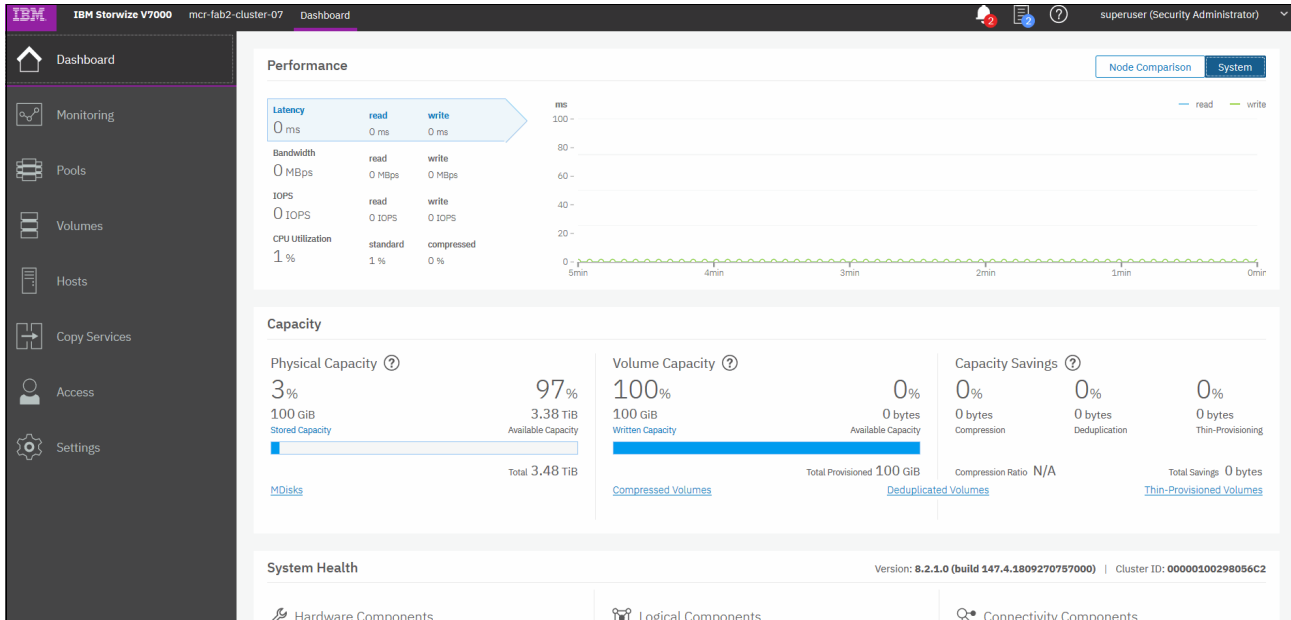 IBM IBM Storwize V7000 mcr-fab2-cluster-07 Dashboard 2 2 ? superuser (Security Administrator)
Dashboard
Monitoring
Pools
Volumes
Hosts
Copy Services
Access
Settings
Performance
Node Comparison System
Latency read write
0 ms 0 ms 0 ms
Bandwidth read write
0 MBps 0 MBps 0 MBps
IOPS read write
0 IOPS 0 IOPS 0 IOPS
CPU Utilization standard compressed
1 % 1 % 0 %
ms
read write
100
80
60
40
20
0
5min 4min 3min 2min 1min 0min
Capacity
Physical Capacity ?
3% 97%
100 GiB 3.38 TiB
Stored Capacity Available Capacity
Total 3.48 TiB
MDisks
Volume Capacity ?
100% 0%
100 GiB 0 bytes
Written Capacity Available Capacity
Total Provisioned 100 GiB
Compressed Volumes Deduplicated Volumes
Capacity Savings ?
0% 0% 0%
0 bytes 0 bytes 0 bytes
Compression Deduplication Thin-Provisioning
Compression Ratio N/A Total Savings 0 bytes
Thin-Provisioned Volumes
System Health
Version: 8.2.1.0 (build 147.4.1809270757000) | Cluster ID: 00000100298056C2
Hardware Components Logical Components Connectivity Components